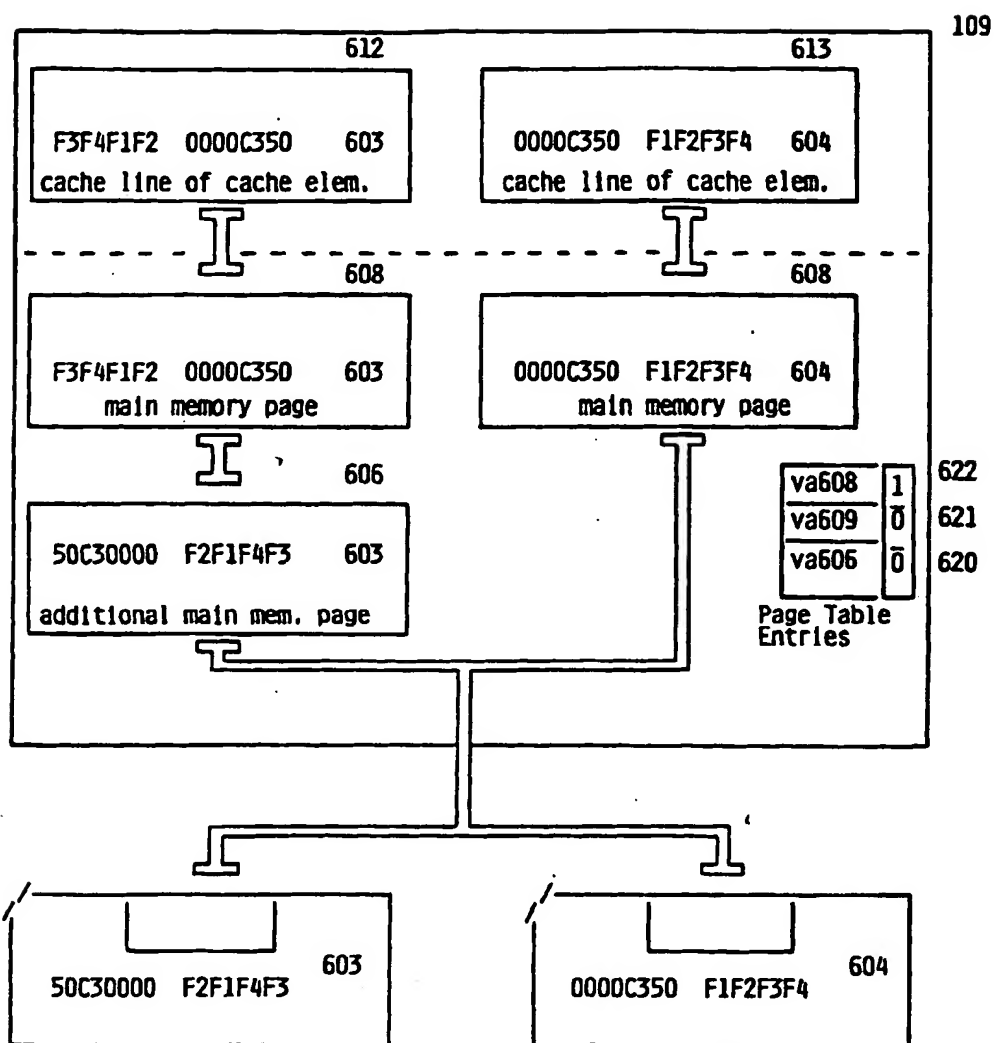 109
612
613
F3F4F1F2 0000C350 603
0000C350 F1F2F3F4 604
cache line of cache elem.
cache line of cache elem.
608
608
F3F4F1F2 0000C350 603
0000C350 F1F2F3F4 604
main memory page
main memory page
606
va608 1 622
va609 0 621
va606 0 620
50C30000 F2F1F4F3 603
additional main mem. page
Page Table
Entries
603
50C30000 F2F1F4F3
604
0000C350 F1F2F3F4